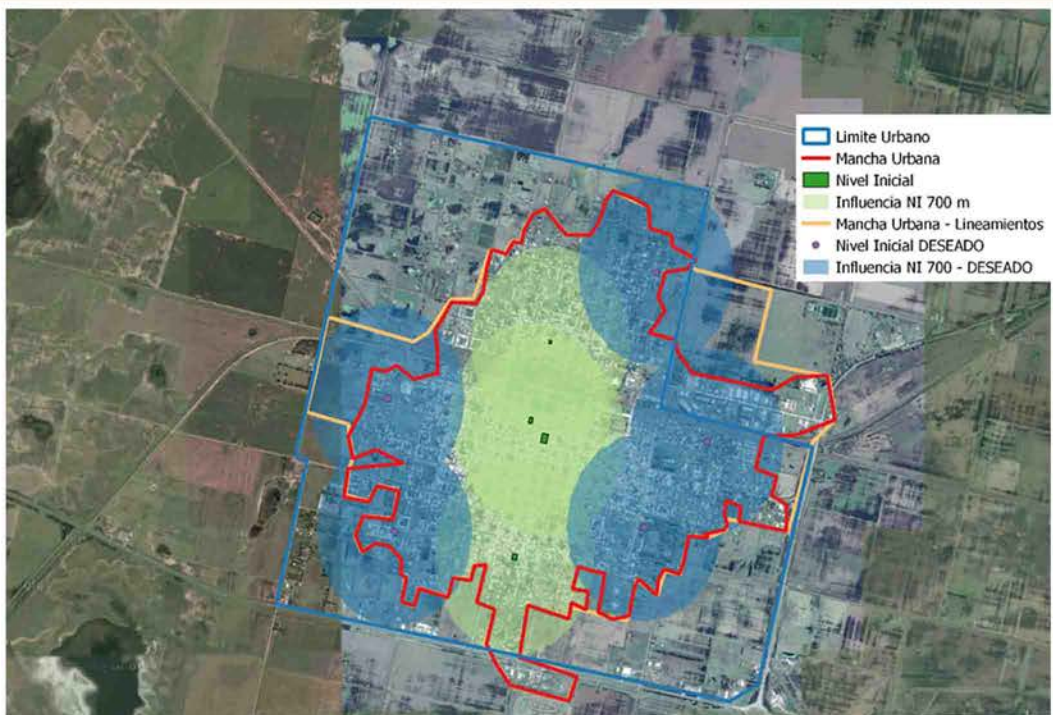 Limite Urbano
Mancha Urbana
Nivel Inicial
Influencia NI 700 m
Mancha Urbana - Lineamientos
Nivel Inicial DESEADO
Influencia NI 700 - DESEADO